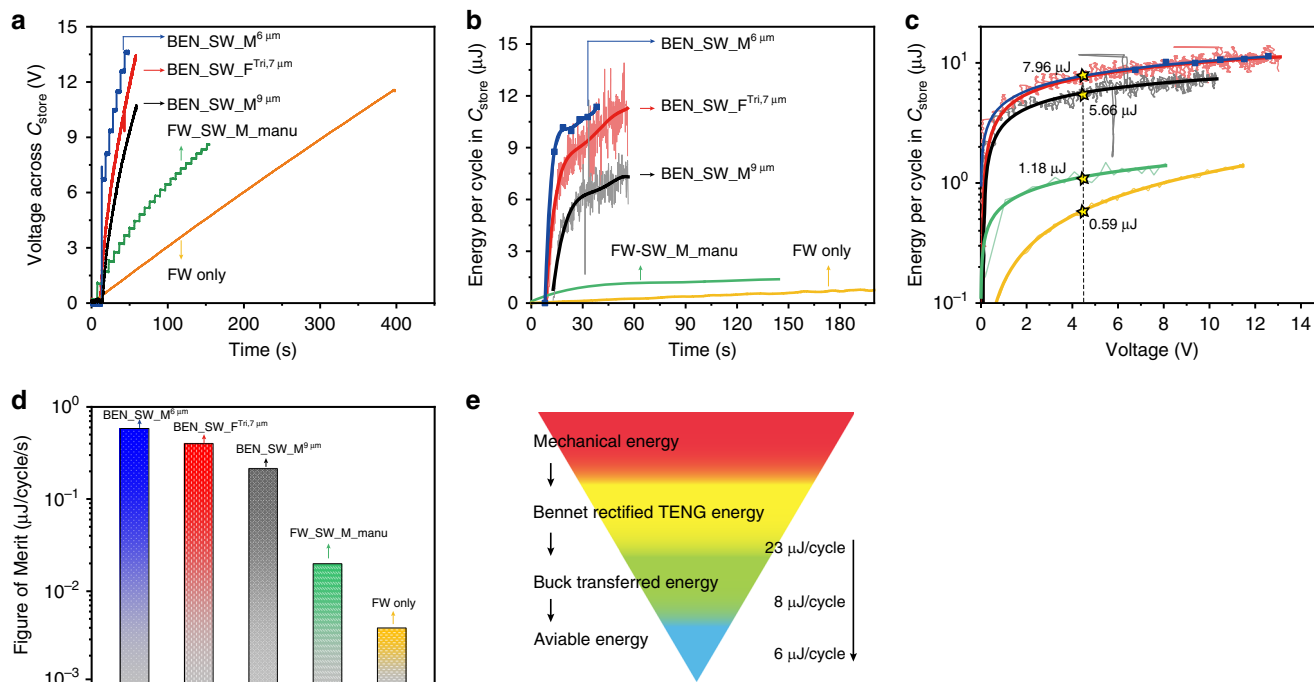 a
15
12
9
6
3
0
0
100
200
300
400
Voltage across C_store (V)
Time (s)
BEN_SW_M^6 μm
BEN_SW_F^Tri,7 μm
BEN_SW_M^9 μm
FW_SW_M_manu
FW only
b
15
12
9
6
3
0
0
30
60
90
120
150
180
Energy per cycle in C_store (μJ)
Time (s)
BEN_SW_M^6 μm
BEN_SW_F^Tri,7 μm
BEN_SW_M^9 μm
FW-SW_M_manu
FW only
c
10^1
10^0
10^−1
0
2
4
6
8
10
12
14
Energy per cycle in C_store (μJ)
Voltage (V)
7.96 μJ
5.66 μJ
1.18 μJ
0.59 μJ
d
10^0
10^−1
10^−2
10^−3
Figure of Merit (μJ/cycle/s)
BEN_SW_M^6 μm
BEN_SW_F^Tri,7 μm
BEN_SW_M^9 μm
FW_SW_M_manu
FW only
e
Mechanical energy
Bennet rectified TENG energy
23 μJ/cycle
Buck transferred energy
8 μJ/cycle
Aviable energy
6 μJ/cycle